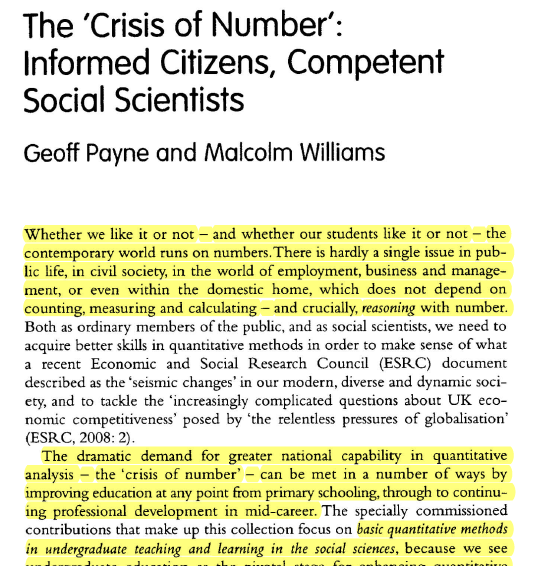 The 'Crisis of Number':
Informed Citizens, Competent
Social Scientists
Geoff Payne and Malcolm Williams
Whether we like it or not – and whether our students like it or not – the
contemporary world runs on numbers. There is hardly a single issue in pub-
lic life, in civil society, in the world of employment, business and manage-
ment, or even within the domestic home, which does not depend on
counting, measuring and calculating – and crucially, reasoning with number.
Both as ordinary members of the public, and as social scientists, we need to
acquire better skills in quantitative methods in order to make sense of what
a recent Economic and Social Research Council (ESRC) document
described as the 'seismic changes' in our modern, diverse and dynamic soci-
ety, and to tackle the 'increasingly complicated questions about UK eco-
nomic competitiveness' posed by 'the relentless pressures of globalisation'
(ESRC, 2008: 2).
The dramatic demand for greater national capability in quantitative
analysis – the 'crisis of number' – can be met in a number of ways by
improving education at any point from primary schooling, through to continu-
ing professional development in mid-career. The specially commissioned
contributions that make up this collection focus on basic quantitative methods
in undergraduate teaching and learning in the social sciences, because we see